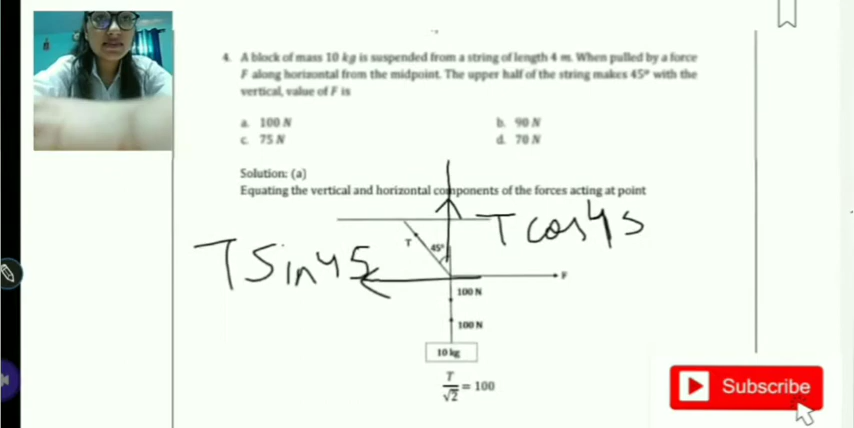 4. A block of mass 10 kg is suspended from a string of length 4 m. When pulled by a force
F along horizontal from the midpoint. The upper half of the string makes 45° with the
vertical, value of F is
a. 100 N
b. 90 N
c. 75 N
d. 70 N
Solution: (a)
Equating the vertical and horizontal components of the forces acting at point
T cos45
T Sin45
T
45°
F
100 N
100 N
10 kg
T/√2 = 100
Subscribe